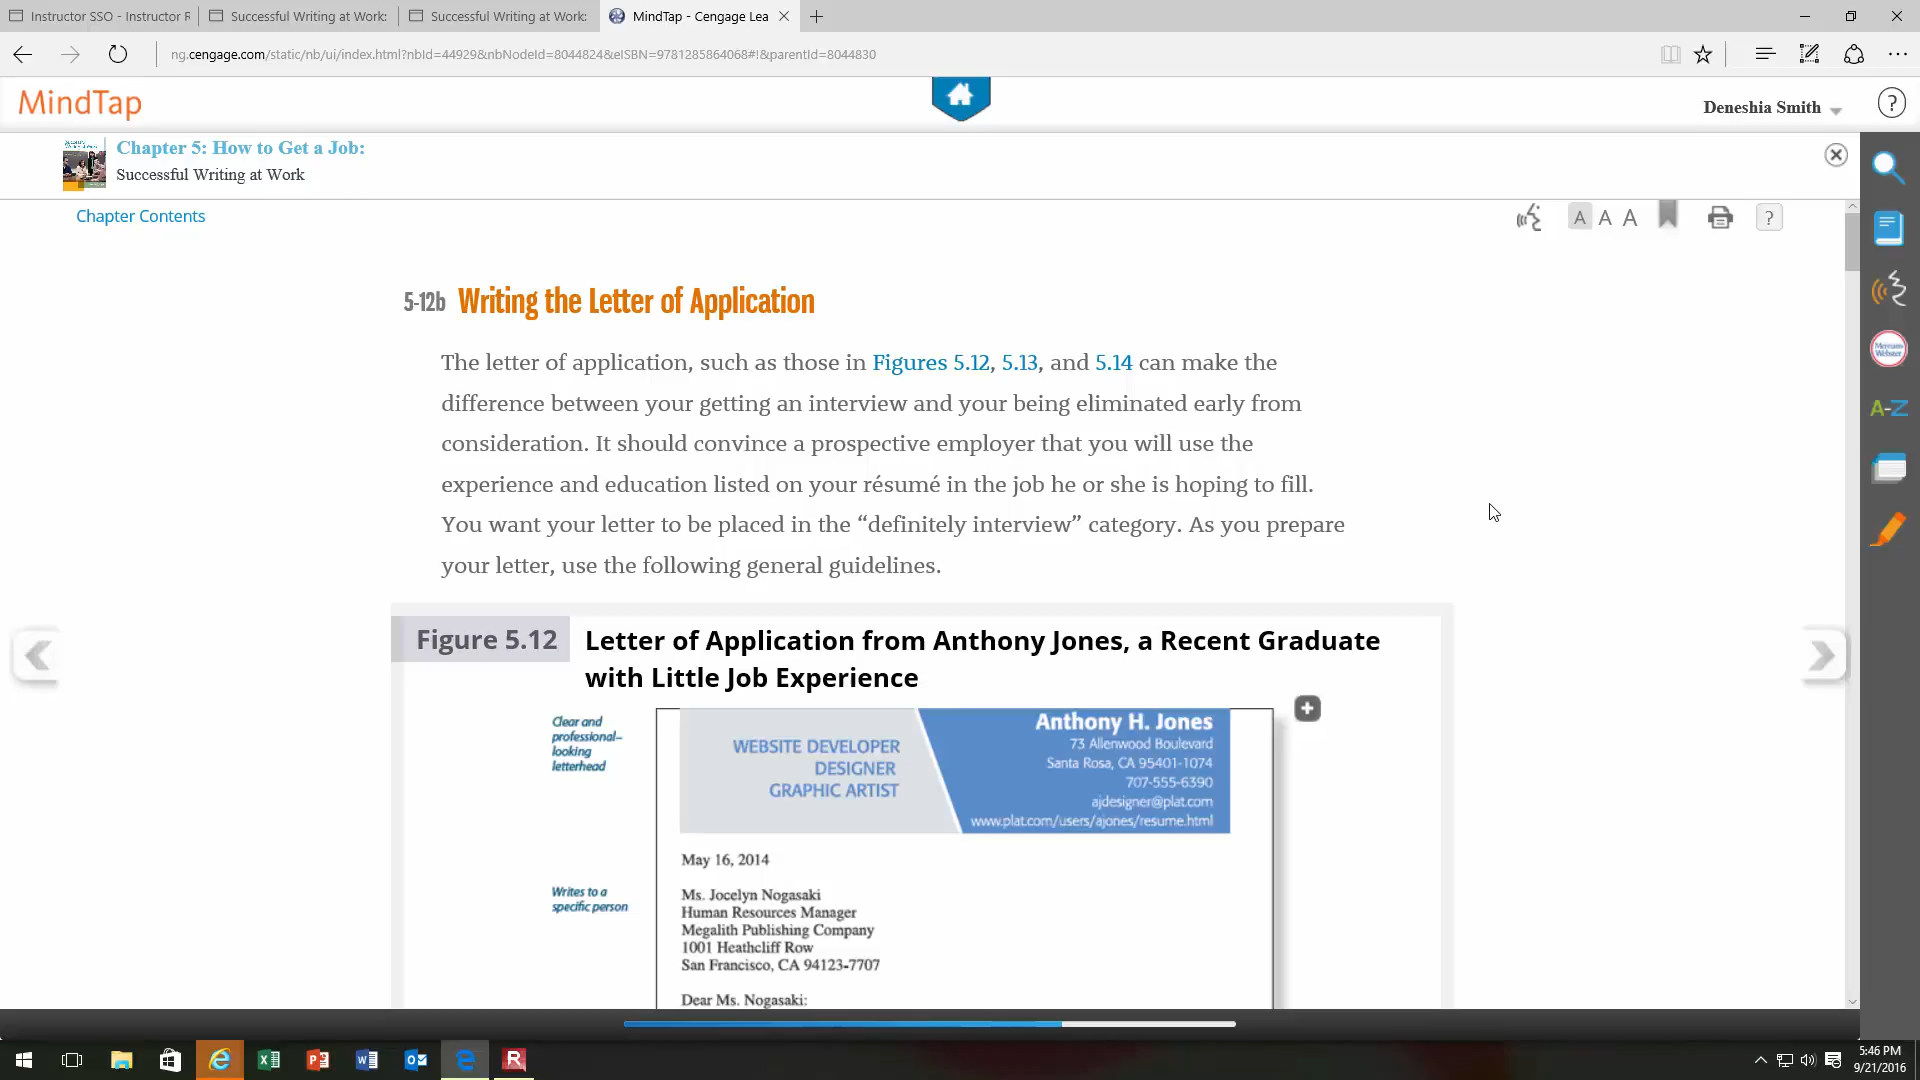 Instructor SSO - Instructor R
Successful Writing at Work:
Successful Writing at Work:
MindTap - Cengage Lea
ng.cengage.com/static/nb/ui/index.html?nbId=44929&nbNodeId=8044824&eISBN=9781285864068#!&parentId=8044830
MindTap
Deneshia Smith
?
Chapter 5: How to Get a Job:
Successful Writing at Work
Chapter Contents
A A A
?
5-12b Writing the Letter of Application
The letter of application, such as those in Figures 5.12, 5.13, and 5.14 can make the
difference between your getting an interview and your being eliminated early from
consideration. It should convince a prospective employer that you will use the
experience and education listed on your résumé in the job he or she is hoping to fill.
You want your letter to be placed in the “definitely interview” category. As you prepare
your letter, use the following general guidelines.
Merriam-
Webster
A-Z
Figure 5.12 Letter of Application from Anthony Jones, a Recent Graduate
with Little Job Experience
Clear and
professional–
looking
letterhead
WEBSITE DEVELOPER
DESIGNER
GRAPHIC ARTIST
Anthony H. Jones
73 Allenwood Boulevard
Santa Rosa, CA 95401-1074
707-555-6390
ajdesigner@plat.com
www.plat.com/users/ajones/resume.html
May 16, 2014
Writes to a
specific person
Ms. Jocelyn Nogasaki
Human Resources Manager
Megalith Publishing Company
1001 Heathcliff Row
San Francisco, CA 94123-7707
Dear Ms. Nogasaki:
5:46 PM
9/21/2016